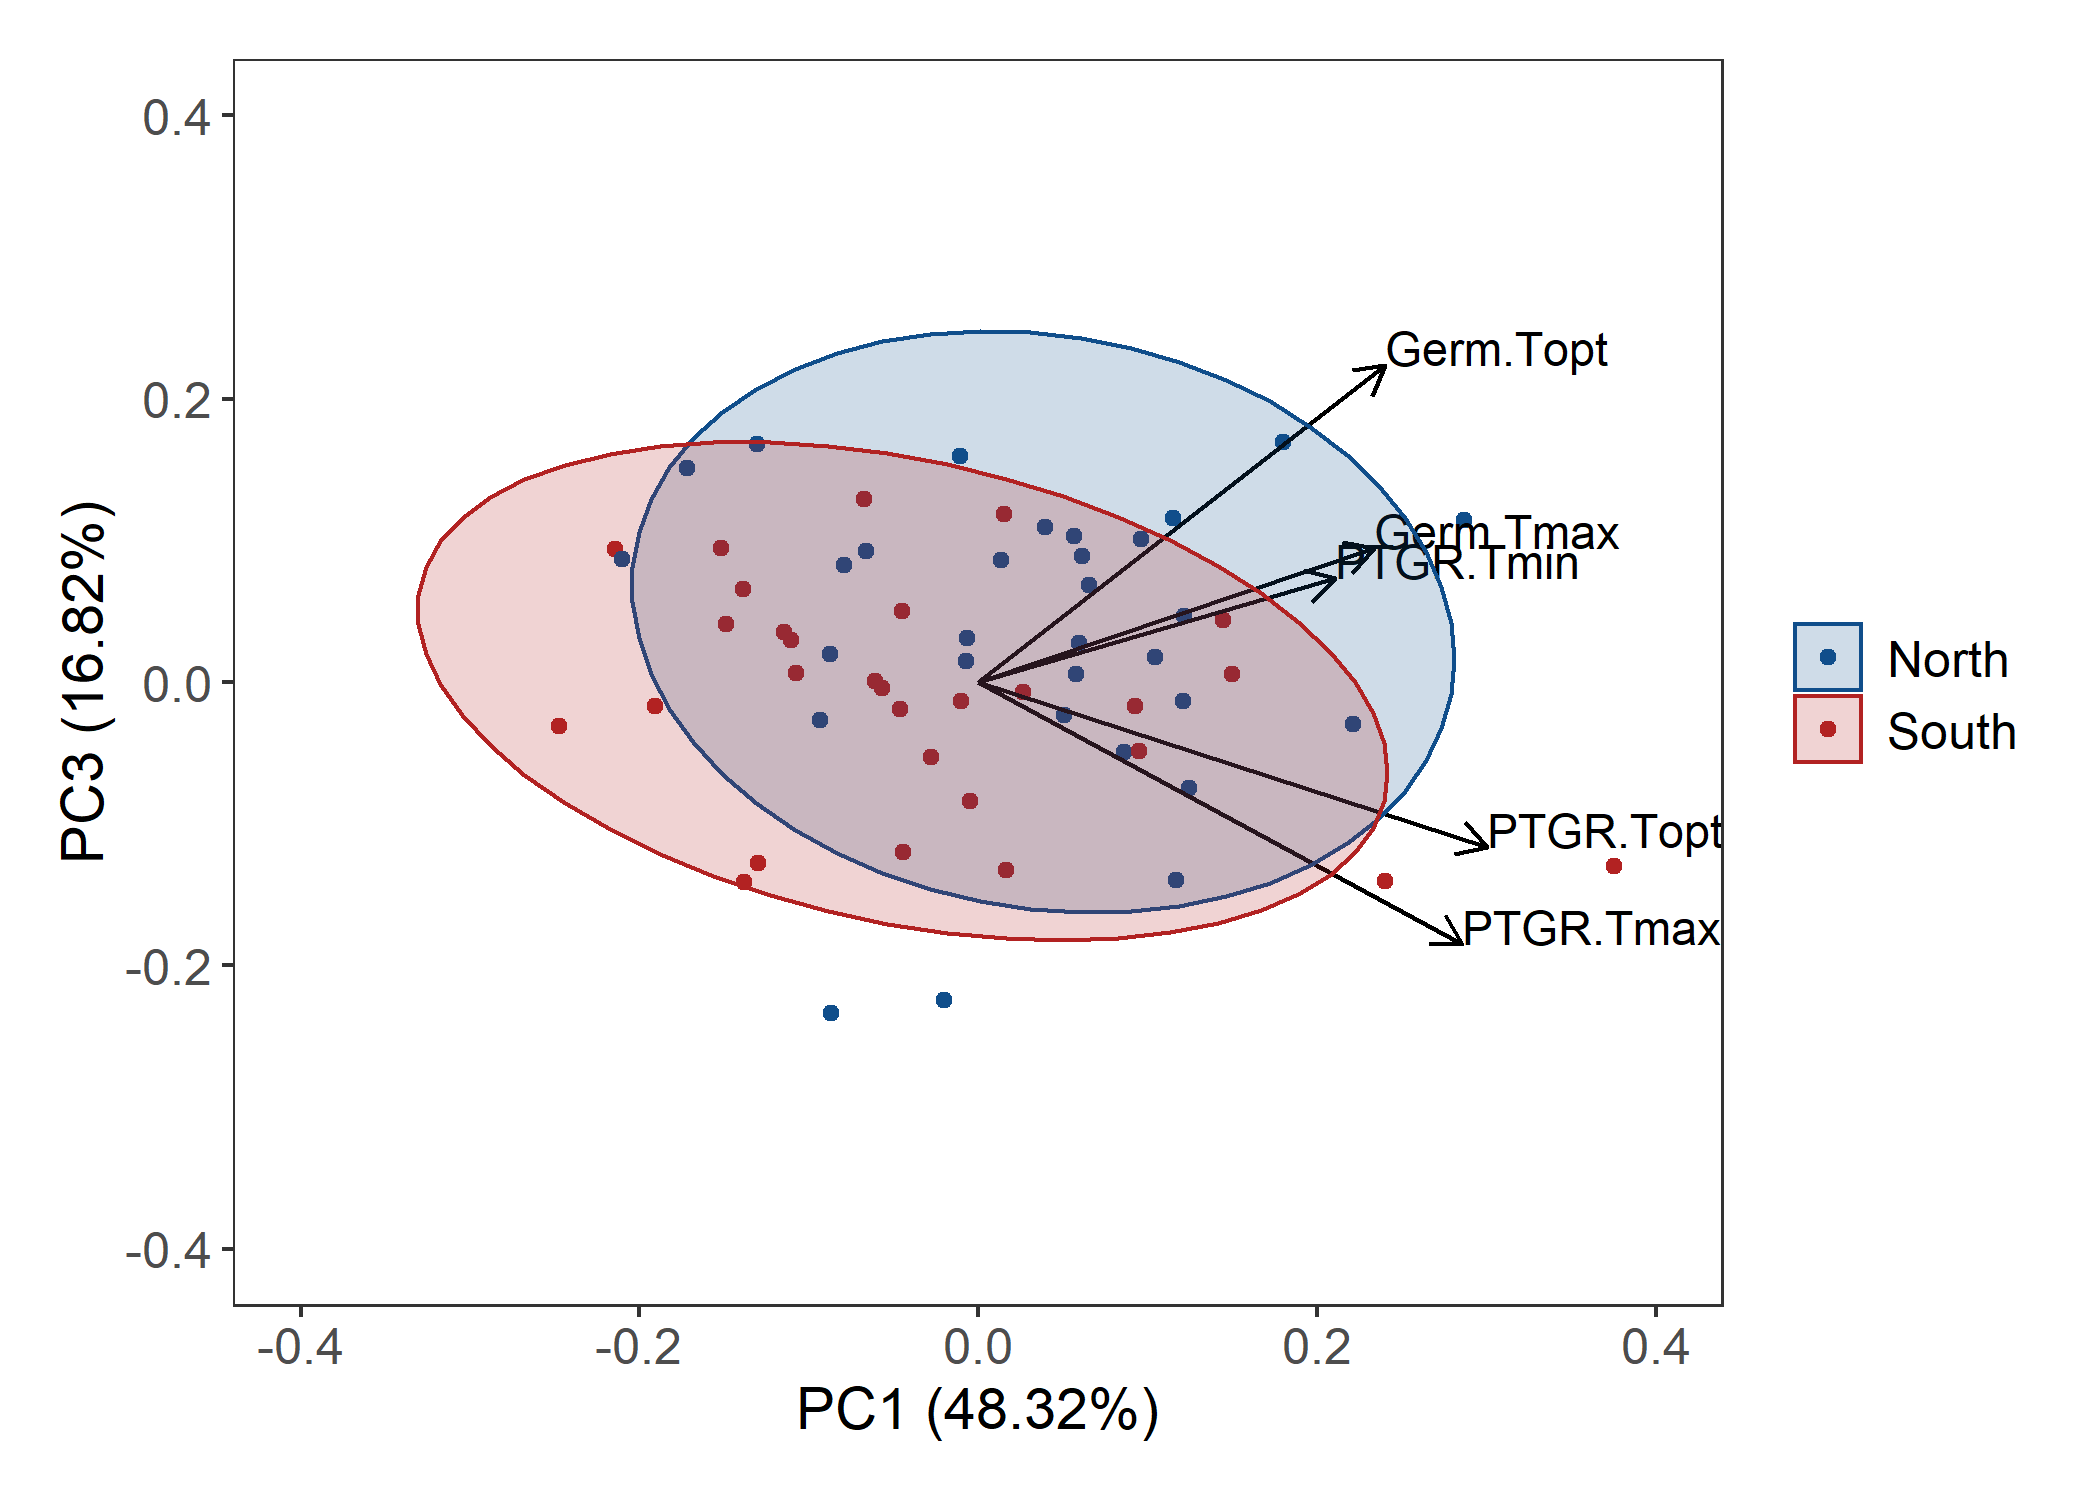 0.4
0.2
0.0
-0.2
-0.4
PC3 (16.82%)
Germ.Topt
Germ.Tmax
PTGR.Tmin
PTGR.Topt
PTGR.Tmax
-0.4
-0.2
0.0
0.2
0.4
PC1 (48.32%)
North
South